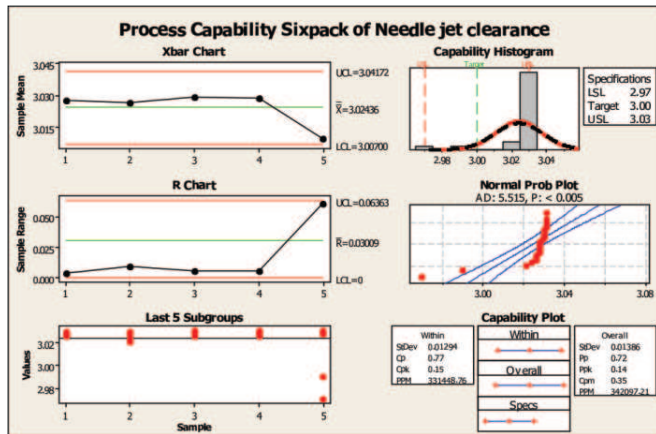 Process Capability Sixpack of Needle jet clearance
Xbar Chart
Sample Mean
3.045
3.030
3.015
1 2 3 4 5
UCL=3.04172
X=3.02436
LCL=3.00700
Capability Histogram
LSL Target USL
2.98 3.00 3.02 3.04
Specifications
LSL 2.97
Target 3.00
USL 3.03
R Chart
Sample Range
0.050
0.025
0.000
1 2 3 4 5
UCL=0.06363
R=0.03009
LCL=0
Normal Prob Plot
AD: 5.515, P: < 0.005
3.00 3.04 3.08
Last 5 Subgroups
Values
3.02
3.00
2.98
1 2 3 4 5
Sample
Capability Plot
Within
StDev 0.01294
Cp 0.77
Cpk 0.15
PPM 331448.76
Within
Overall
Specs
Overall
StDev 0.01386
Pp 0.72
Ppk 0.14
Cpm 0.35
PPM 342097.21